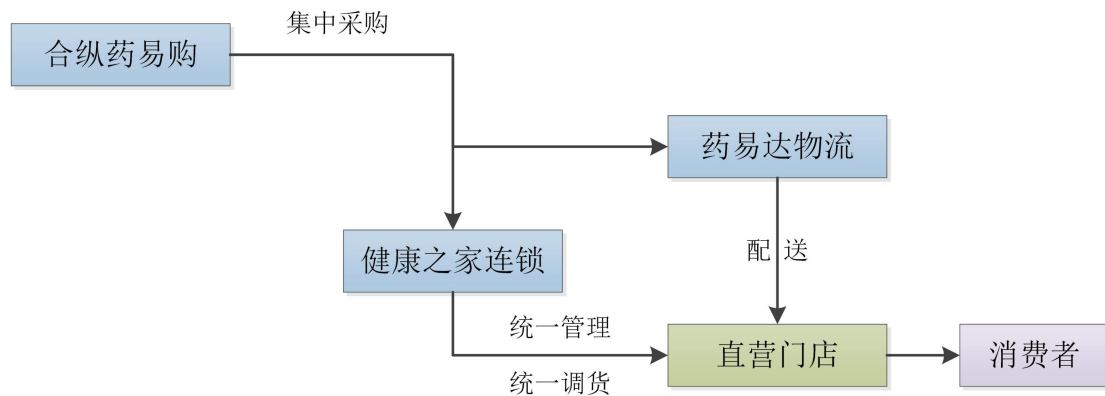 集中采购
合纵药易购
药易达物流
健康之家连锁
配 送
统一管理
直营门店
消费者
统一调货